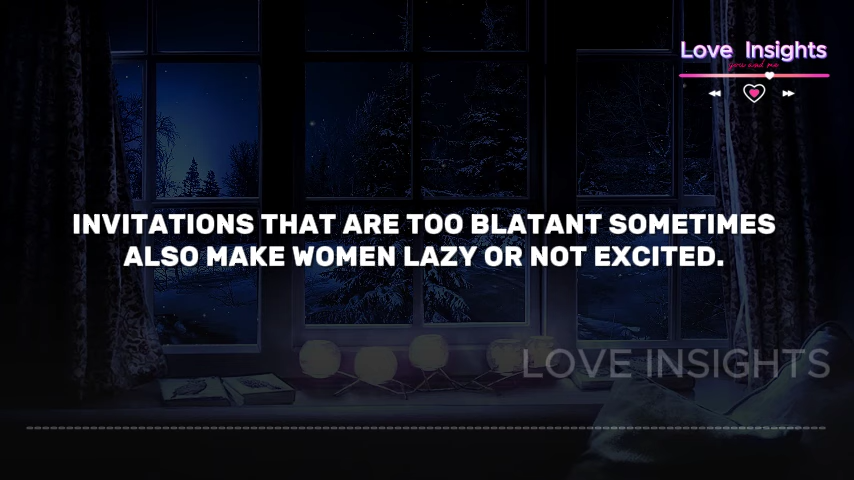 Love Insights
you and me
INVITATIONS THAT ARE TOO BLATANT SOMETIMES
ALSO MAKE WOMEN LAZY OR NOT EXCITED.
LOVE INSIGHTS